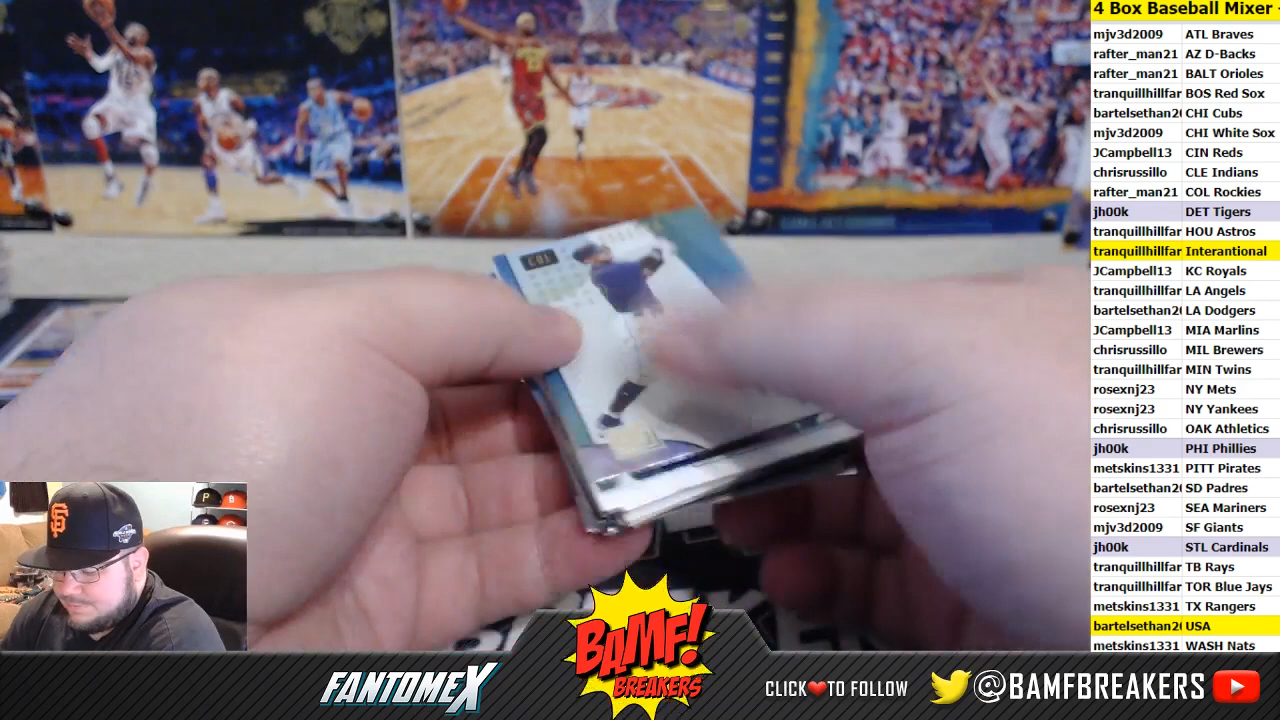 4 Box Baseball Mixer
mjv3d2009 ATL Braves
rafter_man21 AZ D-Backs
rafter_man21 BALT Orioles
tranquillhillfar BOS Red Sox
bartelsethan20 CHI Cubs
mjv3d2009 CHI White Sox
JCampbell13 CIN Reds
chrisrussillo CLE Indians
rafter_man21 COL Rockies
jh00k DET Tigers
tranquillhillfar HOU Astros
tranquillhillfar Interantional
JCampbell13 KC Royals
tranquillhillfar LA Angels
bartelsethan20 LA Dodgers
JCampbell13 MIA Marlins
chrisrussillo MIL Brewers
tranquillhillfar MIN Twins
rosexnj23 NY Mets
rosexnj23 NY Yankees
chrisrussillo OAK Athletics
jh00k PHI Phillies
metskins1331 PITT Pirates
bartelsethan20 SD Padres
rosexnj23 SEA Mariners
mjv3d2009 SF Giants
jh00k STL Cardinals
tranquillhillfar TB Rays
tranquillhillfar TOR Blue Jays
metskins1331 TX Rangers
bartelsethan20 USA
metskins1331 WASH Nats
SF
P
FANTOMEX
BAMF!
BREAKERS
CLICK❤TO FOLLOW
@BAMFBREAKERS